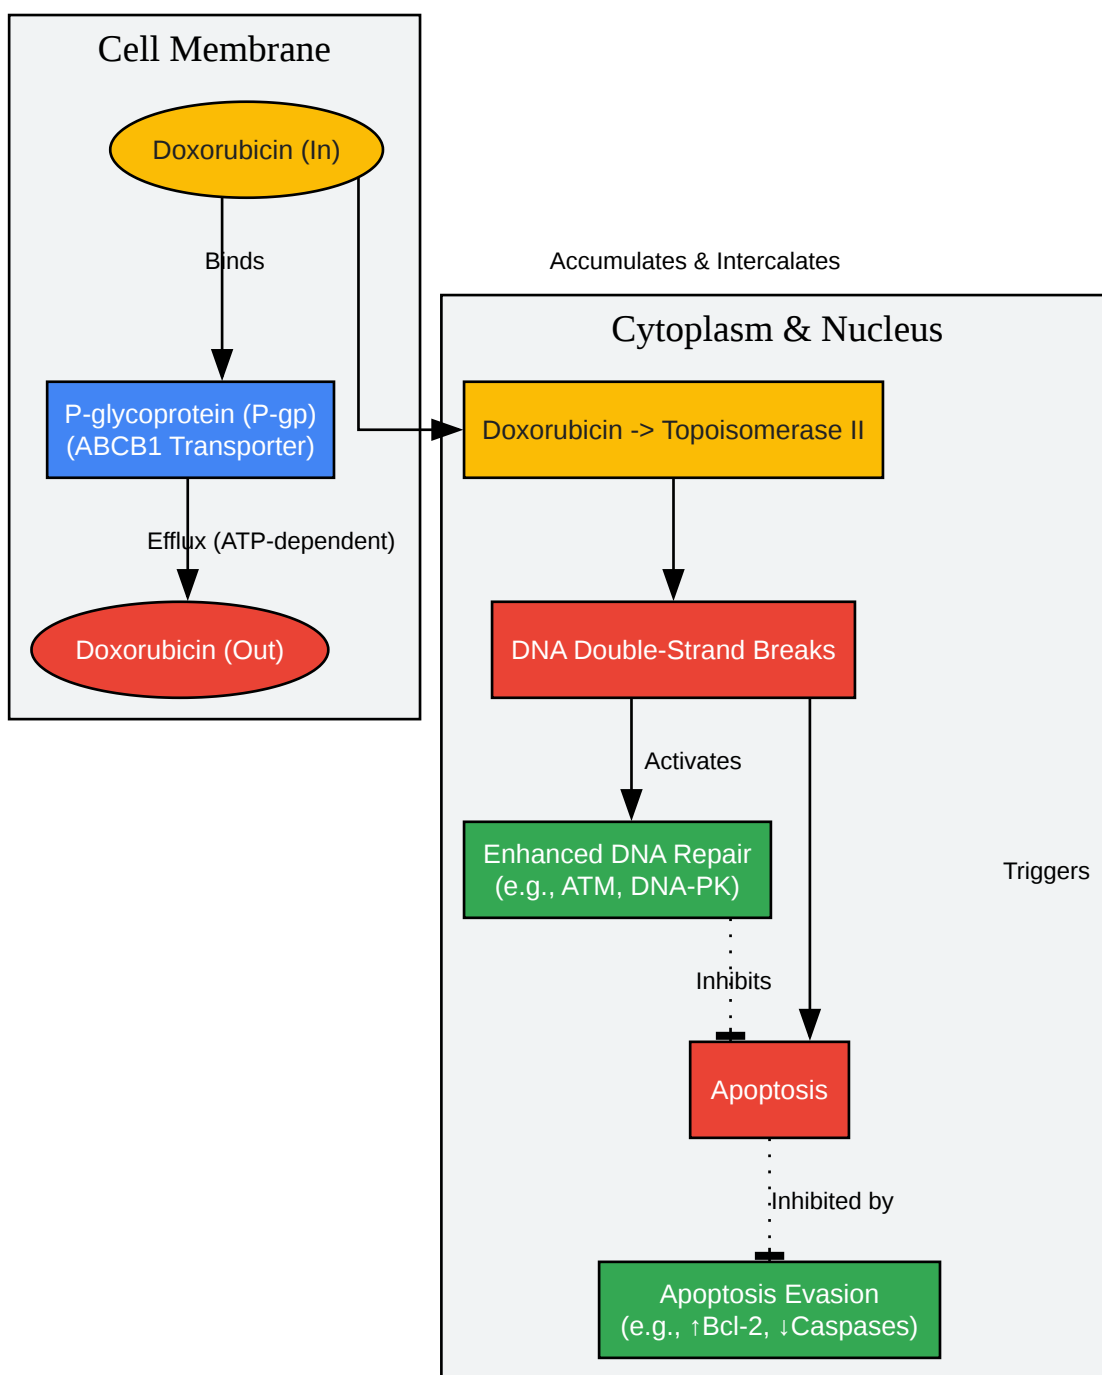 Cell Membrane
Doxorubicin (In)
Binds
Accumulates & Intercalates
Cytoplasm & Nucleus
P-glycoprotein (P-gp)
(ABCB1 Transporter)
Doxorubicin -> Topoisomerase II
Efflux (ATP-dependent)
Doxorubicin (Out)
DNA Double-Strand Breaks
Activates
Enhanced DNA Repair
(e.g., ATM, DNA-PK)
Triggers
Inhibits
Apoptosis
Inhibited by
Apoptosis Evasion
(e.g., ↑Bcl-2, ↓Caspases)